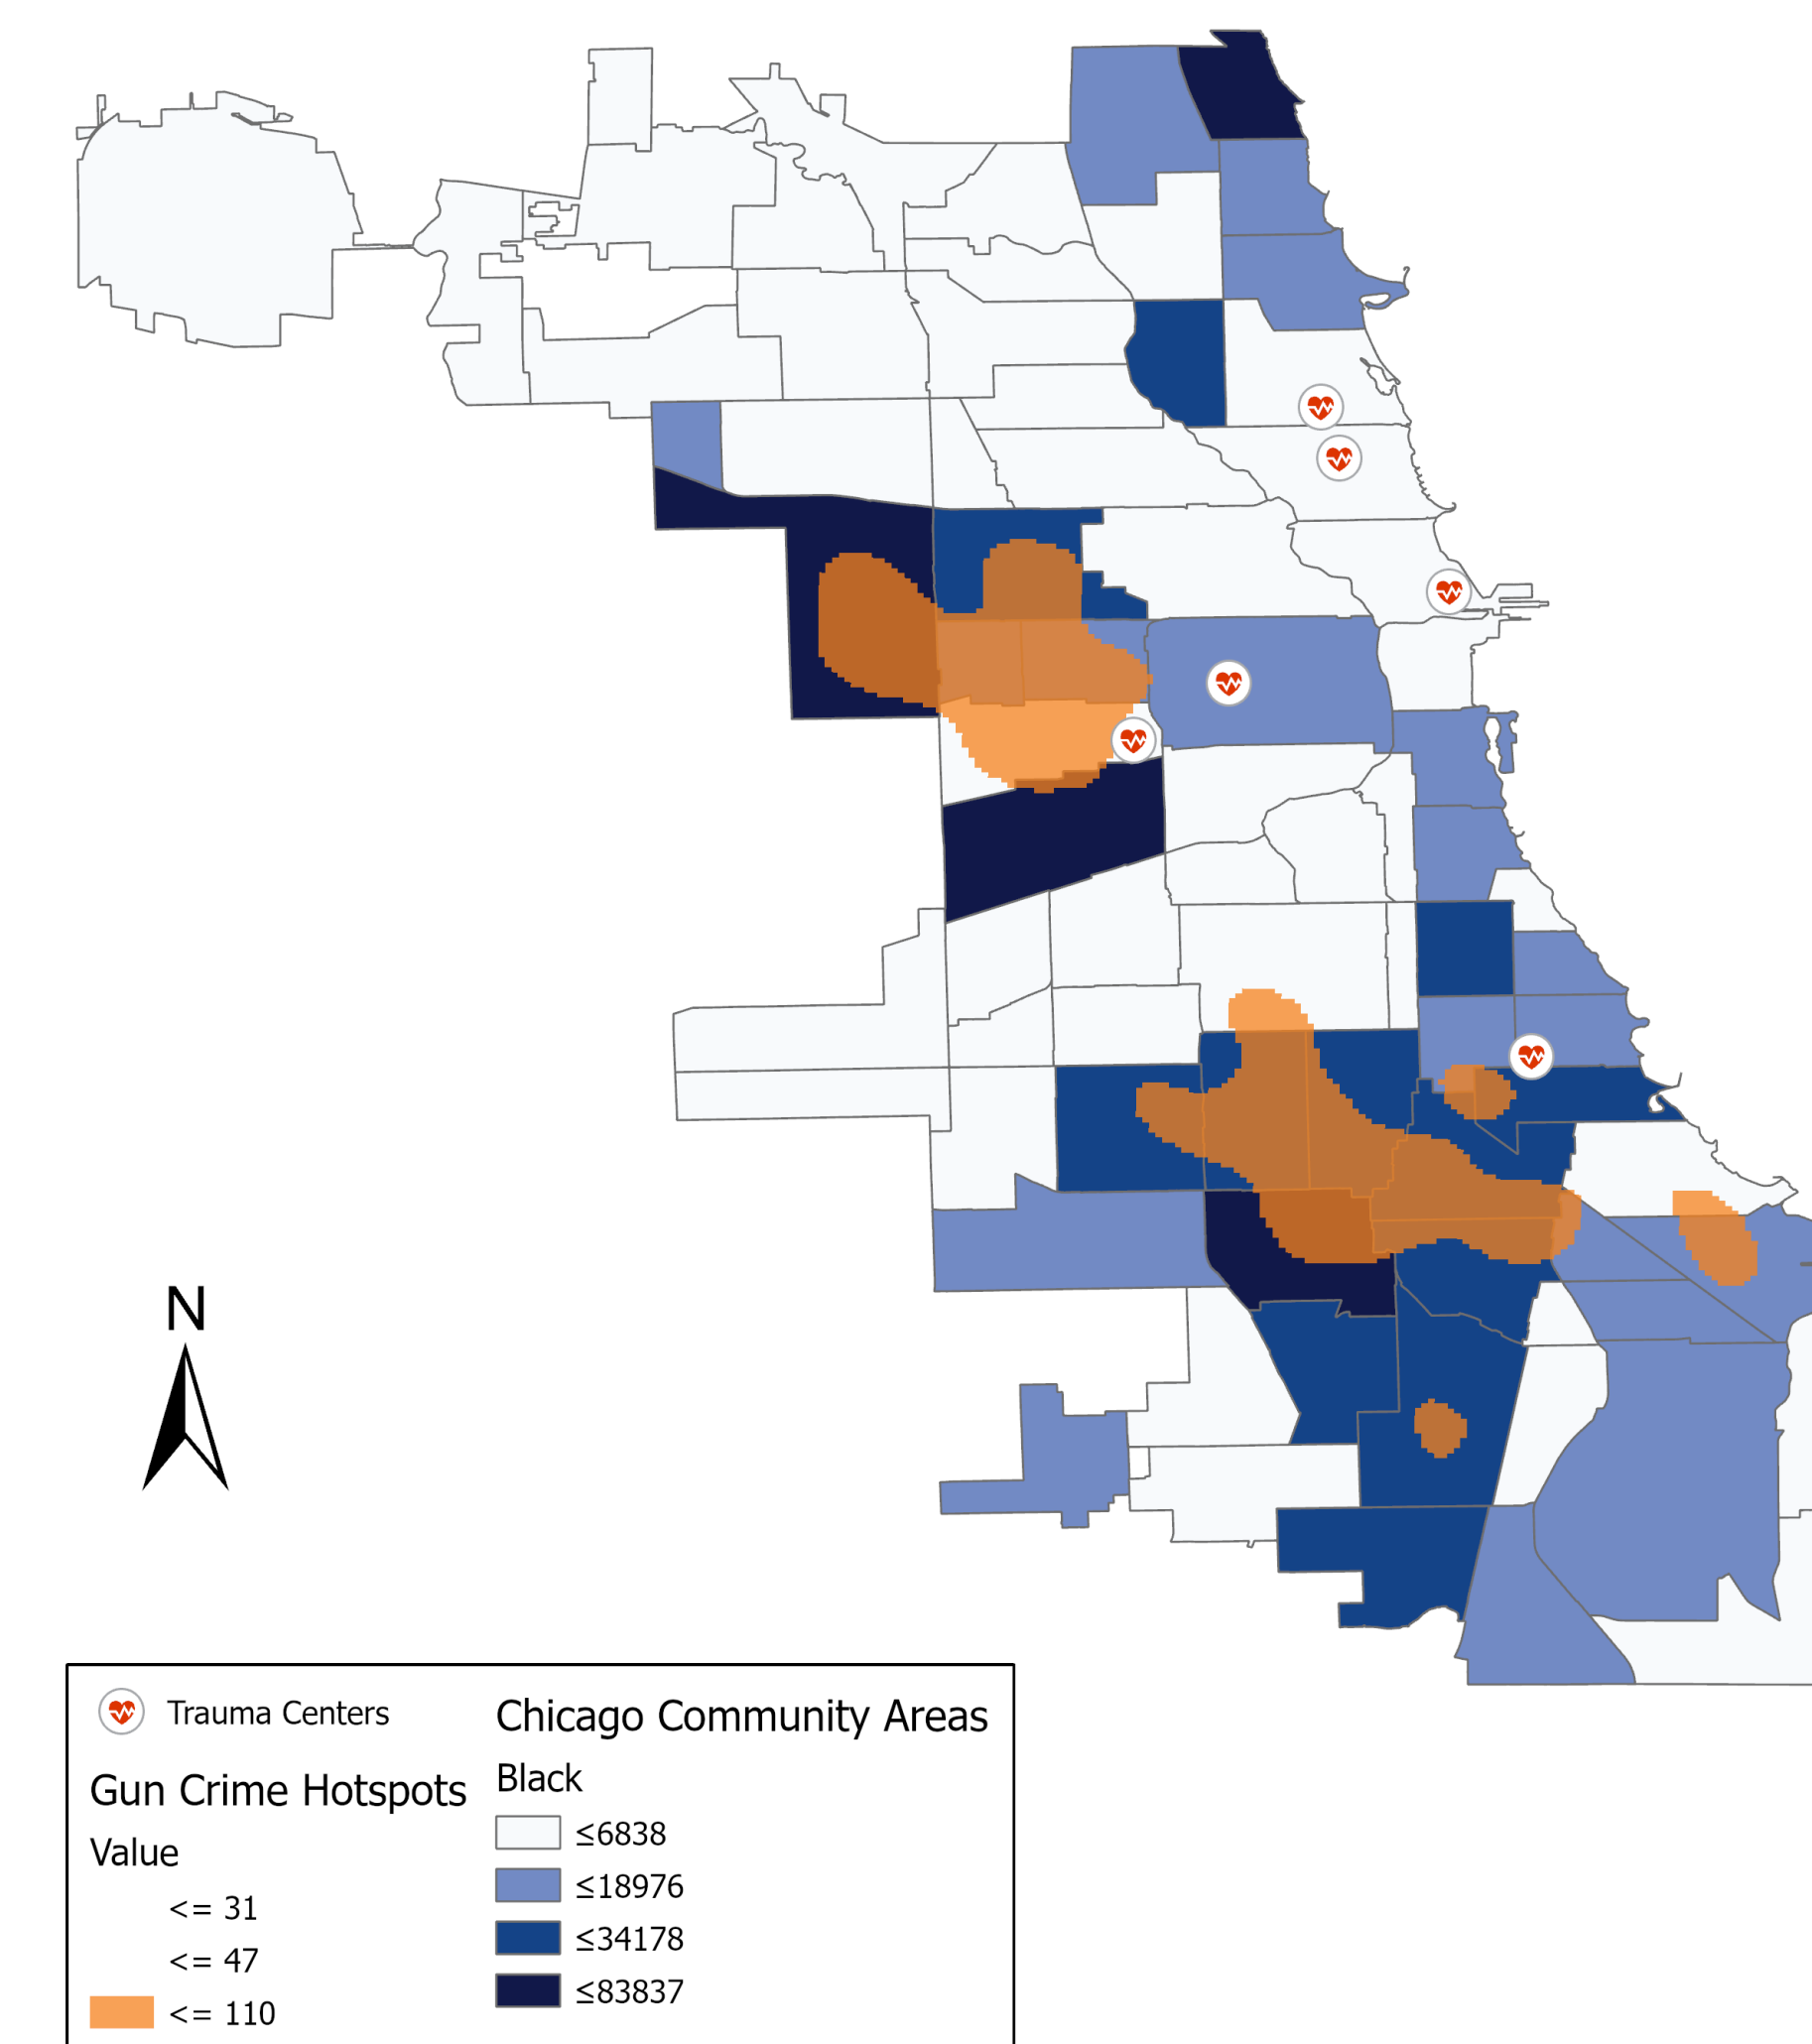 N
Trauma Centers
Gun Crime Hotspots
Value
<= 31
<= 47
<= 110
Chicago Community Areas
Black
≤6838
≤18976
≤34178
≤83837